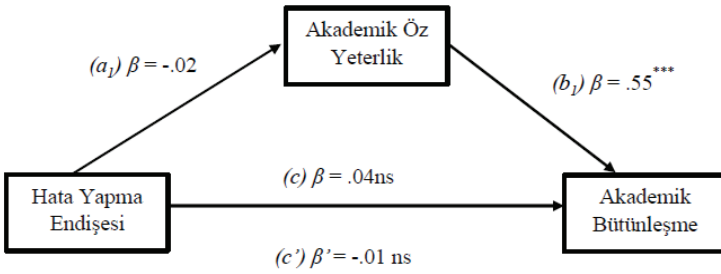 Akademik Öz
Yeterlik
(a₁) β = -.02
(b₁) β = .55***
Hata Yapma
Endişesi
(c) β = .04ns
Akademik
Bütünleşme
(c’) β’ = -.01 ns